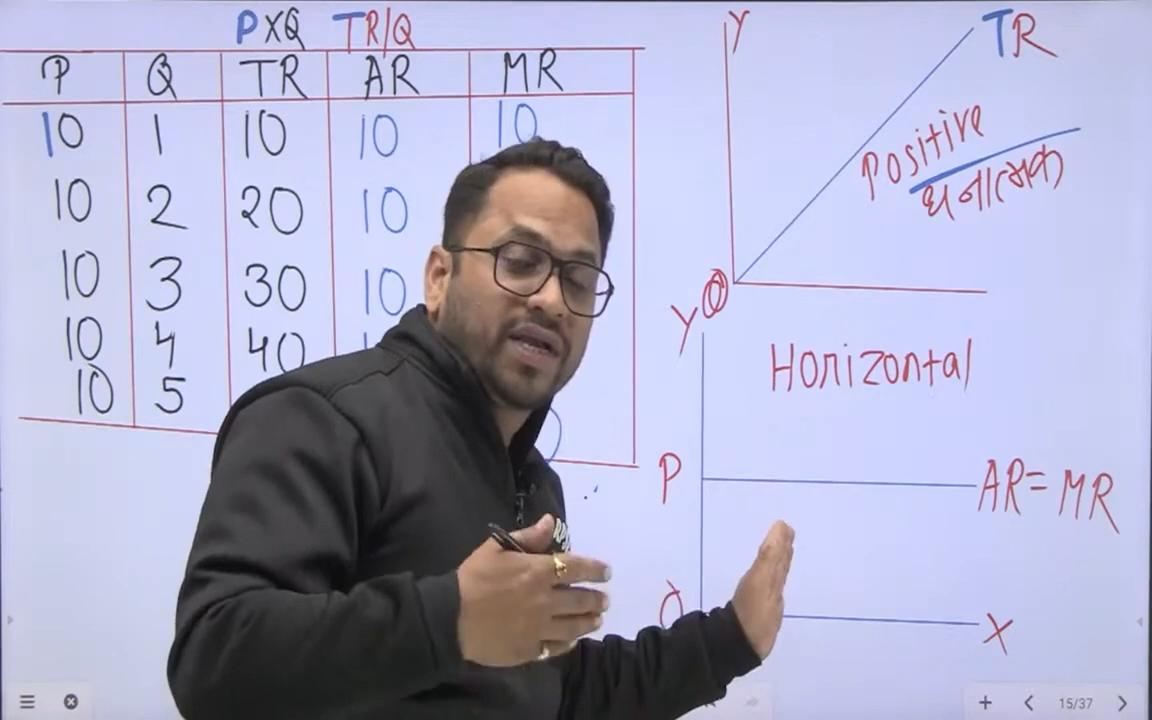 P×Q TR/Q
P Q TR AR MR
10 1 10 10 10
10 2 20 10
10 3 30 10
10 4 40
10 5
Y
TR
Positive
धनात्मक
O
Y
Horizontal
P
AR=MR
O
X
15/37